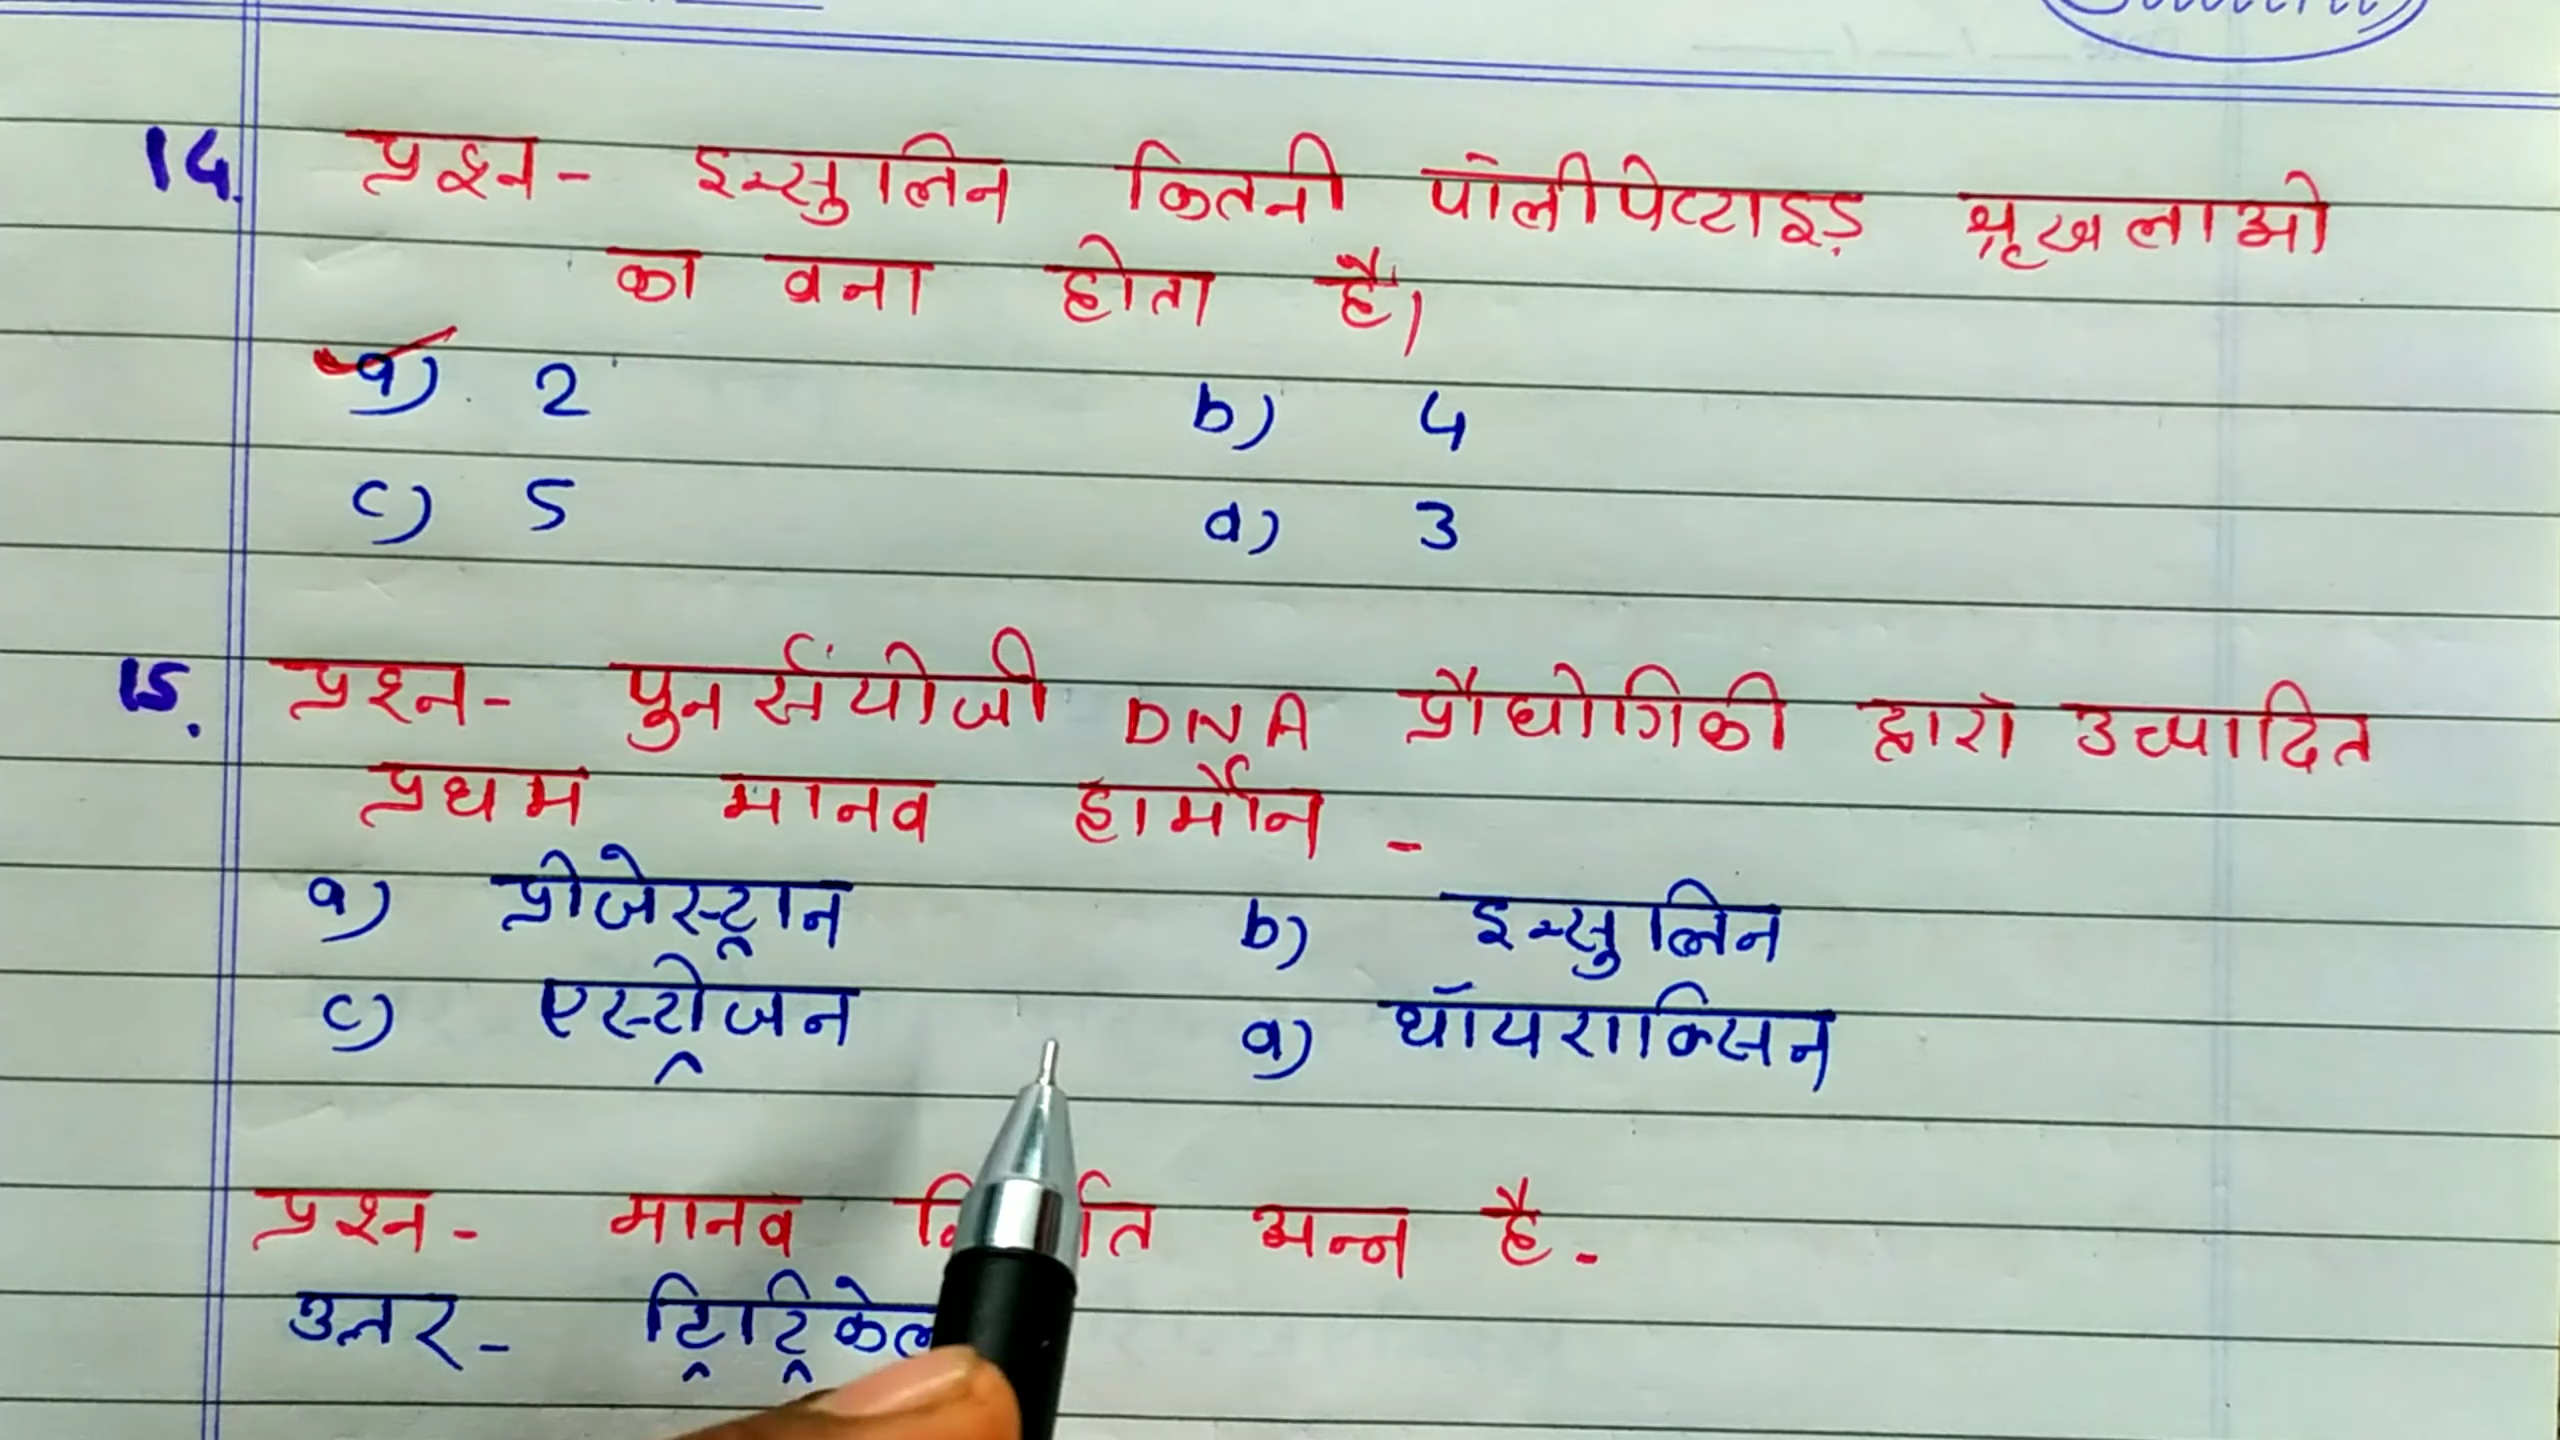 14. प्रश्न- इन्सुलिन कितनी पॉलीपेप्टाइड़ श्रृखलाओ
का बना होता है।
a) 2 b) 4
c) 5 d) 3
15. प्रश्न- पुनर्संयोजी DNA प्रौद्योगिकी द्वारा उत्पादित
प्रथम मानव हार्मोन -
a) प्रोजेस्ट्रान b) इन्सुलिन
c) एस्ट्रोजन d) थॉयराक्सिन
प्रश्न- मानव अन्न है-
उत्तर-